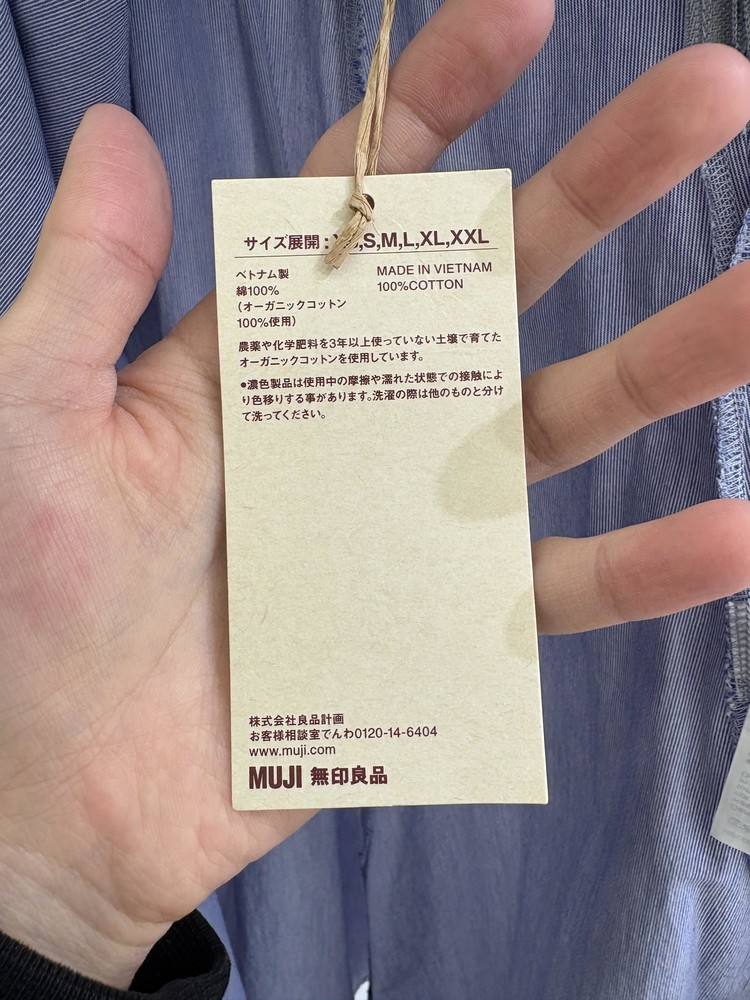 サイズ展開:XS,S,M,L,XL,XXL
ベトナム製
綿100%
(オーガニックコットン
100%使用)
MADE IN VIETNAM
100%COTTON
農薬や化学肥料を3年以上使っていない土壌で育てた
オーガニックコットンを使用しています。
●濃色製品は使用中の摩擦や濡れた状態での接触によ
り色移りする事があります。洗濯の際は他のものと分け
て洗ってください。
株式会社良品計画
お客様相談室でんわ0120-14-6404
www.muji.com
MUJI 無印良品